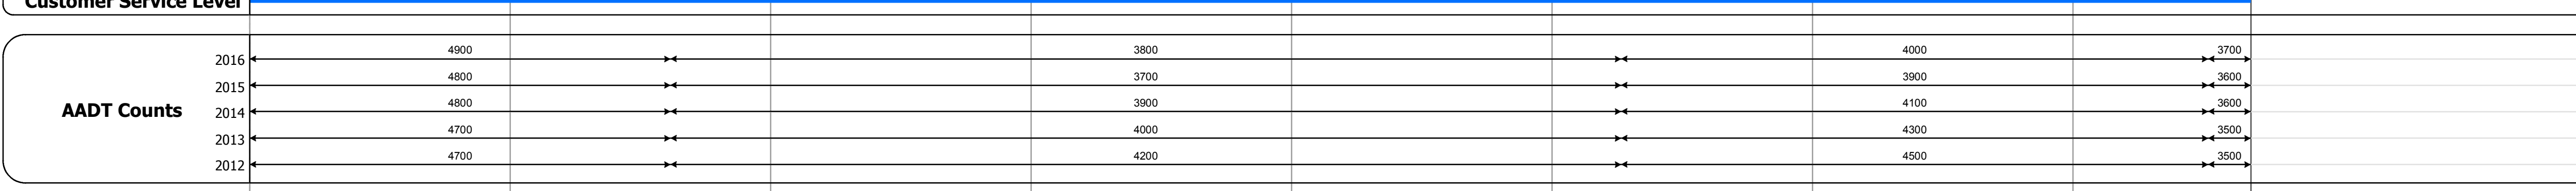 Customer Service Level
AADT Counts
2016 4900 3800 4000 3700
2015 4800 3700 3900 3600
2014 4800 3900 4100 3600
2013 4700 4000 4300 3500
2012 4700 4200 4500 3500